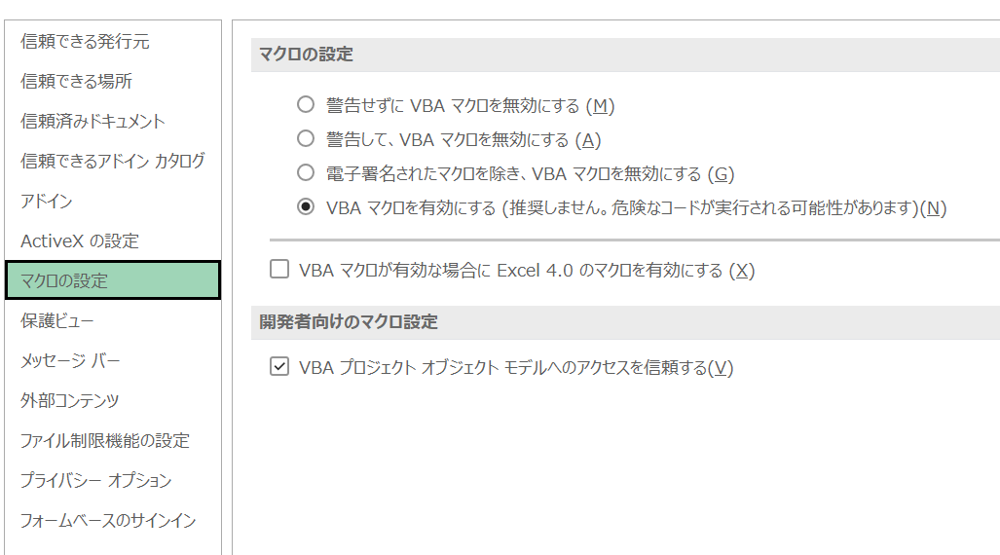 信頼できる発行元
信頼できる場所
信頼済みドキュメント
信頼できるアドイン カタログ
アドイン
ActiveX の設定
マクロの設定
保護ビュー
メッセージ バー
外部コンテンツ
ファイル制限機能の設定
プライバシー オプション
フォームベースのサインイン
マクロの設定
警告せずに VBA マクロを無効にする (M)
警告して、VBA マクロを無効にする (A)
電子署名されたマクロを除き、VBA マクロを無効にする (G)
VBA マクロを有効にする (推奨しません。危険なコードが実行される可能性があります)(N)
VBA マクロが有効な場合に Excel 4.0 のマクロを有効にする (X)
開発者向けのマクロ設定
VBA プロジェクト オブジェクト モデルへのアクセスを信頼する(V)